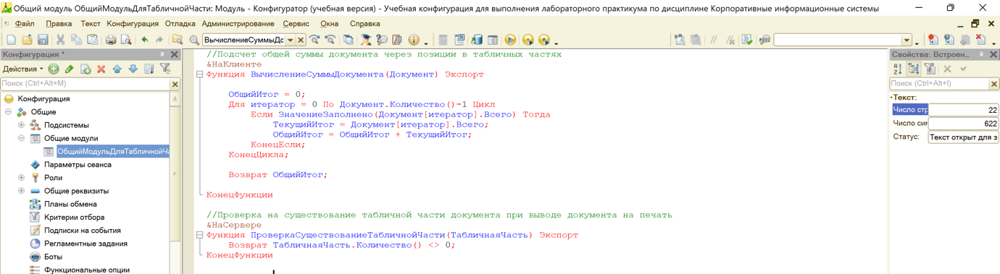 Общий модуль ОбщийМодульДляТабличнойЧасти: Модуль - Конфигуратор (учебная версия) - Учебная конфигурация для выполнения лабораторного практикума по дисциплине Корпоративные информационные системы
Файл Правка Текст Конфигурация Отладка Администрирование Сервис Окна Справка
ВычислениеСуммыДо
Конфигурация *
Действия
Поиск (Ctrl+Alt+M)
Конфигурация
Общие
Подсистемы
Общие модули
ОбщийМодульДляТабличнойЧа
Параметры сеанса
Роли
Общие реквизиты
Планы обмена
Критерии отбора
Подписки на события
Регламентные задания
Боты
Функциональные опции
//Подсчет общей суммы документа через позиции в табличных частях
&НаКлиенте
Функция ВычислениеСуммыДокумента(Документ) Экспорт
ОбщийИтог = 0;
Для итератор = 0 По Документ.Количество()-1 Цикл
Если ЗначениеЗаполнено(Документ[итератор].Всего) Тогда
ТекущийИтог = Документ[итератор].Всего;
ОбщийИтог = ОбщийИтог + ТекущийИтог;
КонецЕсли;
КонецЦикла;
Возврат ОбщийИтог;
КонецФункции
//Проверка на существование табличной части документа при выводе документа на печать
&НаСервере
Функция ПроверкаСуществованиеТабличнойЧасти(ТабличнаяЧасть) Экспорт
Возврат ТабличнаяЧасть.Количество() <> 0;
КонецФункции
Свойства: Встроен...
Поиск (Ctrl+Alt+I)
Текст:
Число стр 22
Число сим 622
Статус: Текст открыт для з